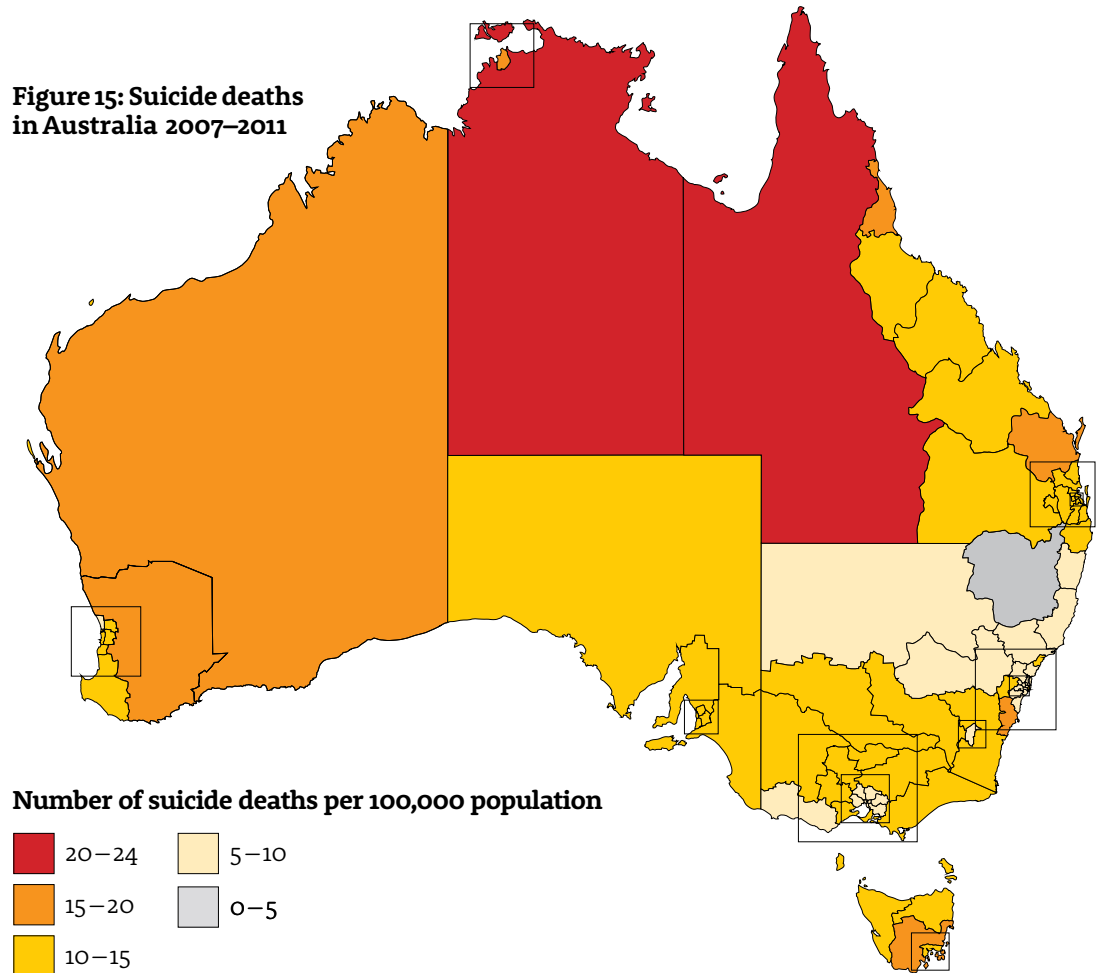 Figure 15: Suicide deaths
in Australia 2007–2011
Number of suicide deaths per 100,000 population
20–24
5–10
15–20
0–5
10–15